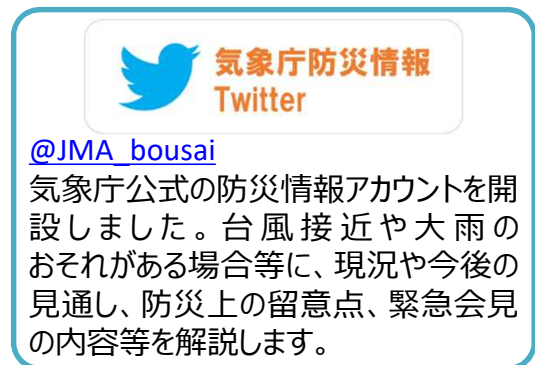 気象庁防災情報
Twitter
@JMA_bousai
気象庁公式の防災情報アカウントを開
設しました。台風接近や大雨の
おそれがある場合等に、現況や今後の
見通し、防災上の留意点、緊急会見
の内容等を解説します。